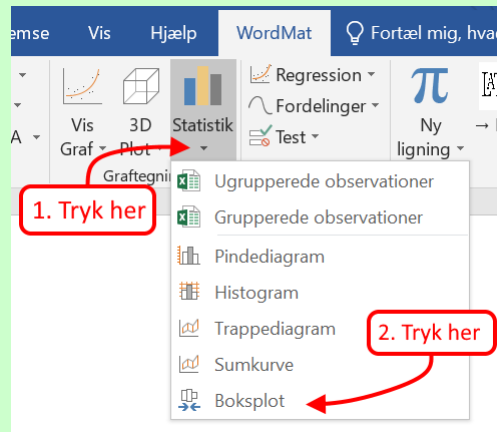 emse Vis Hjælp WordMat Fortæl mig, hva
Regression
Fordelinger
A Vis 3D Statistik Test Ny
Graf Plot ligning
Graftegni
1. Tryk her
Ugrupperede observationer
Grupperede observationer
Pindediagram
Histogram
Trappediagram
2. Tryk her
Sumkurve
Boksplot